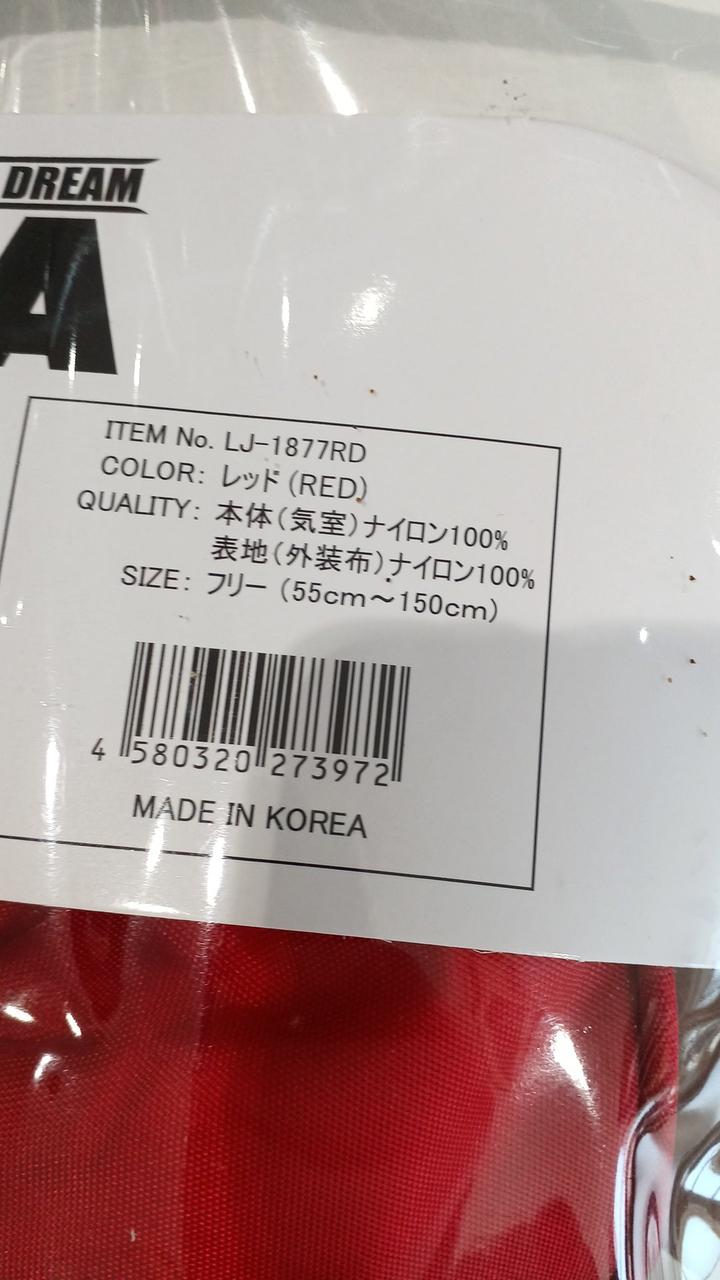 DREAM
A
ITEM No. LJ-1877RD
COLOR: レッド (RED)
QUALITY: 本体(気室)ナイロン100%
表地(外装布)ナイロン100%
SIZE: フリー (55cm～150cm)
4 580320 273972
MADE IN KOREA